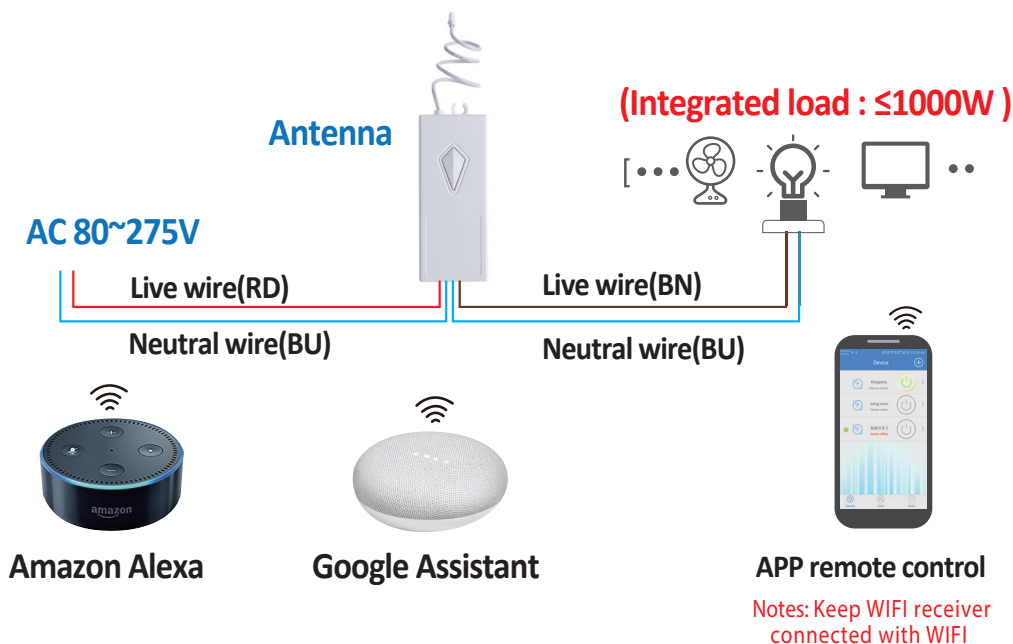 (Integrated load : ≤1000W )
Antenna
AC 80~275V
Live wire(RD)
Live wire(BN)
Neutral wire(BU)
Neutral wire(BU)
Device
amazon
Amazon Alexa
Google Assistant
APP remote control
Notes: Keep WIFI receiver
connected with WIFI